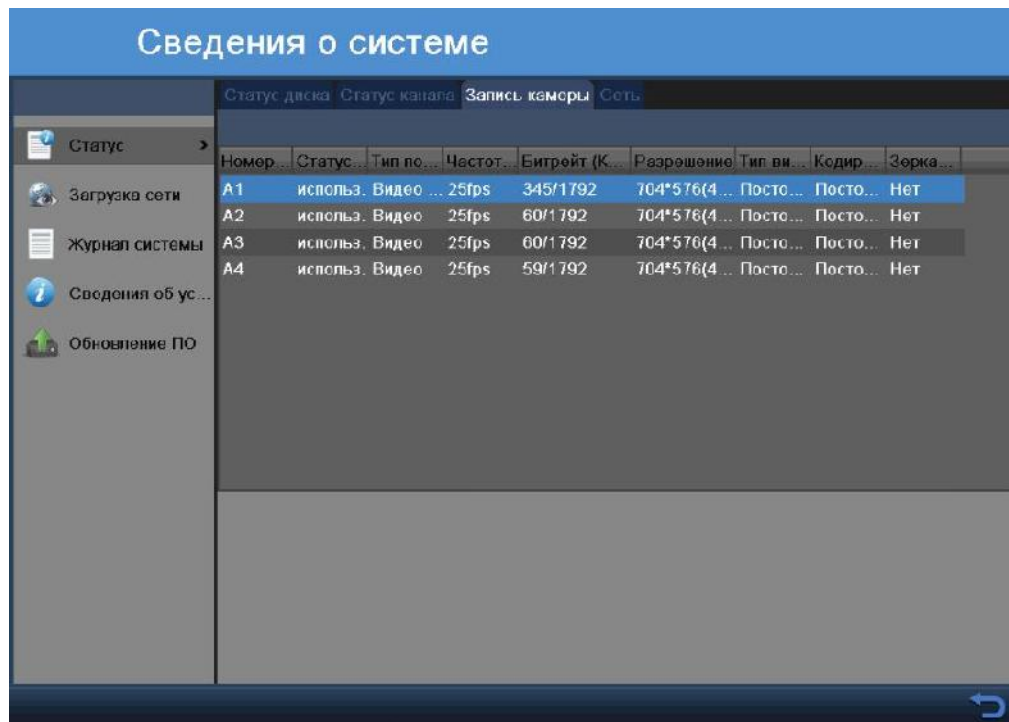 Сведения о системе
Статус диска Статус канала Запись камеры Сеть
Статус
Загрузка сети
Журнал системы
Сведения об ус...
Обновление ПО
Номер... Статус... Тип по... Частот... Битрейт (К... Разрешение Тип ви... Кодир... Зерка...
A1 использ. Видео ... 25fps 345/1792 704*576(4... Посто... Посто... Нет
A2 использ. Видео 25fps 60/1792 704*576(4... Посто... Посто... Нет
A3 использ. Видео 25fps 60/1792 704*576(4... Посто... Посто... Нет
A4 использ. Видео 25fps 59/1792 704*576(4... Посто... Посто... Нет